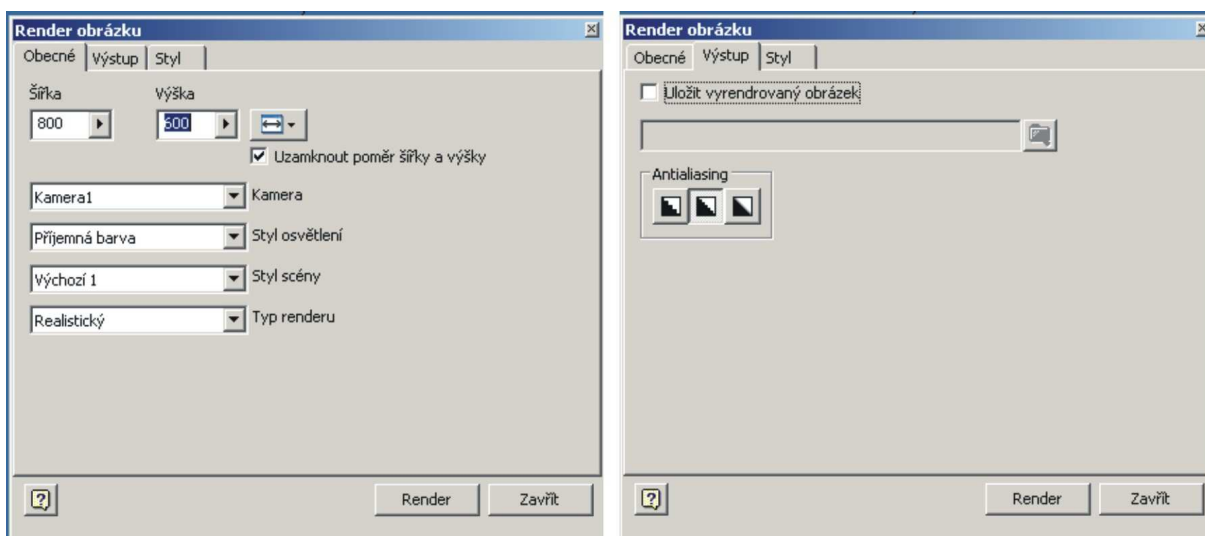 Render obrázku
Obecné Výstup Styl
Šířka Výška
800 600
Uzamknout poměr šířky a výšky
Kamera1 Kamera
Příjemná barva Styl osvětlení
Výchozí 1 Styl scény
Realistický Typ renderu
Render Zavřít
Render obrázku
Obecné Výstup Styl
Uložit vyrendrovaný obrázek
Antialiasing
Render Zavřít